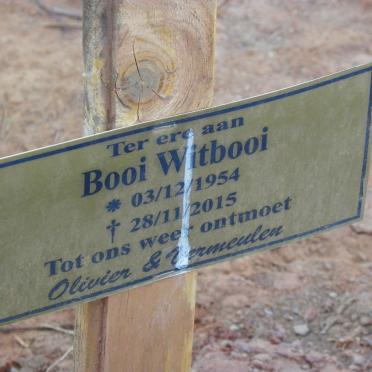 Ter ere aan
Booi Witbooi
* 03/12/1954
† 28/11/2015
Tot ons weer ontmoet
Olivier & Vermeulen